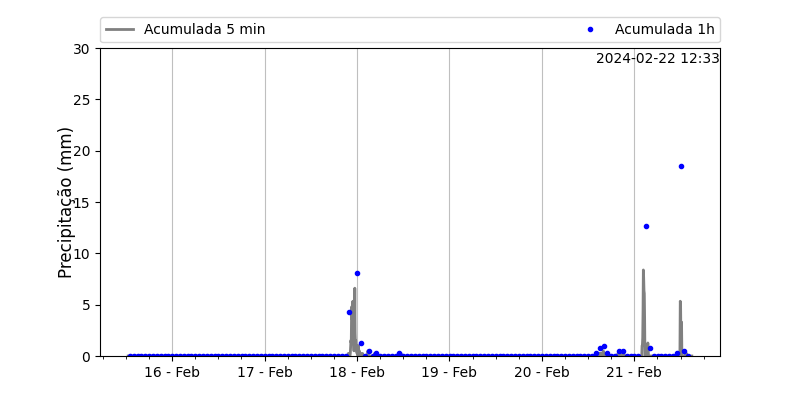 Acumulada 5 min
Acumulada 1h
2024-02-22 12:33
Precipitação (mm)
30
25
20
15
10
5
0
16 - Feb
17 - Feb
18 - Feb
19 - Feb
20 - Feb
21 - Feb